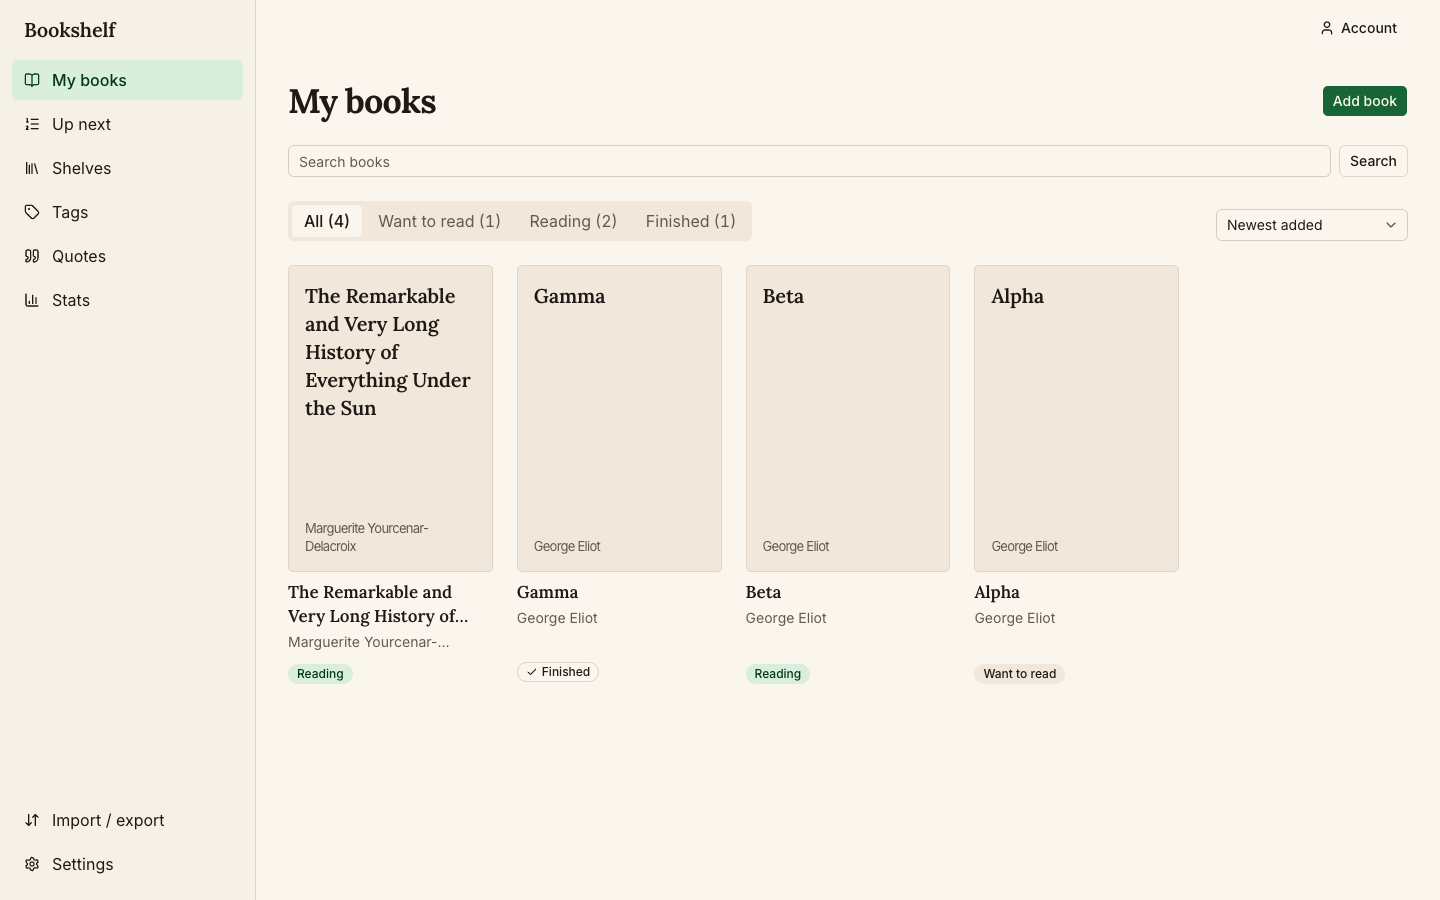 Bookshelf
Account
My books
Up next
Shelves
Tags
Quotes
Stats
Import / export
Settings
My books
Add book
Search books
Search
All (4)
Want to read (1)
Reading (2)
Finished (1)
Newest added
The Remarkable
and Very Long
History of
Everything Under
the Sun
Marguerite Yourcenar-
Delacroix
The Remarkable and
Very Long History of…
Marguerite Yourcenar-…
Reading
Gamma
George Eliot
Gamma
George Eliot
Finished
Beta
George Eliot
Beta
George Eliot
Reading
Alpha
George Eliot
Alpha
George Eliot
Want to read